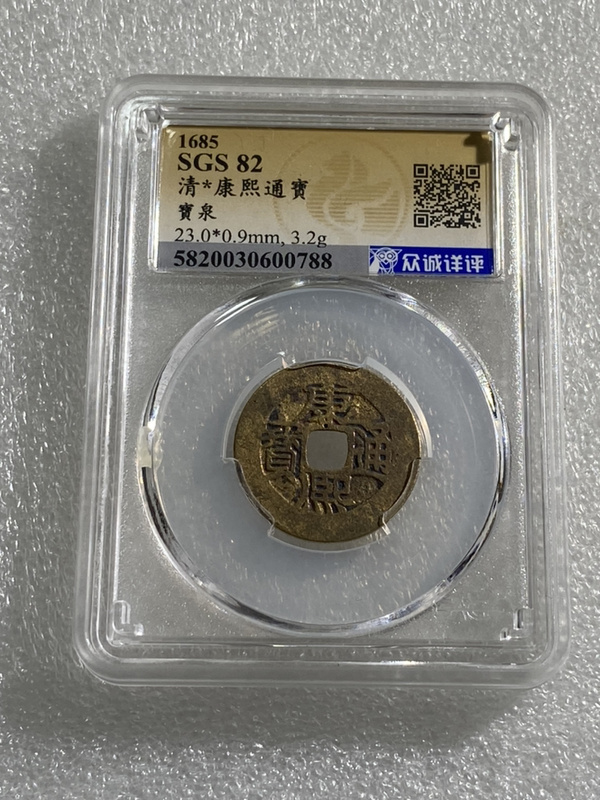 1685
SGS 82
清*康熙通寶
寶泉
23.0*0.9mm, 3.2g
5820030600788
众诚详评
康熙通寶